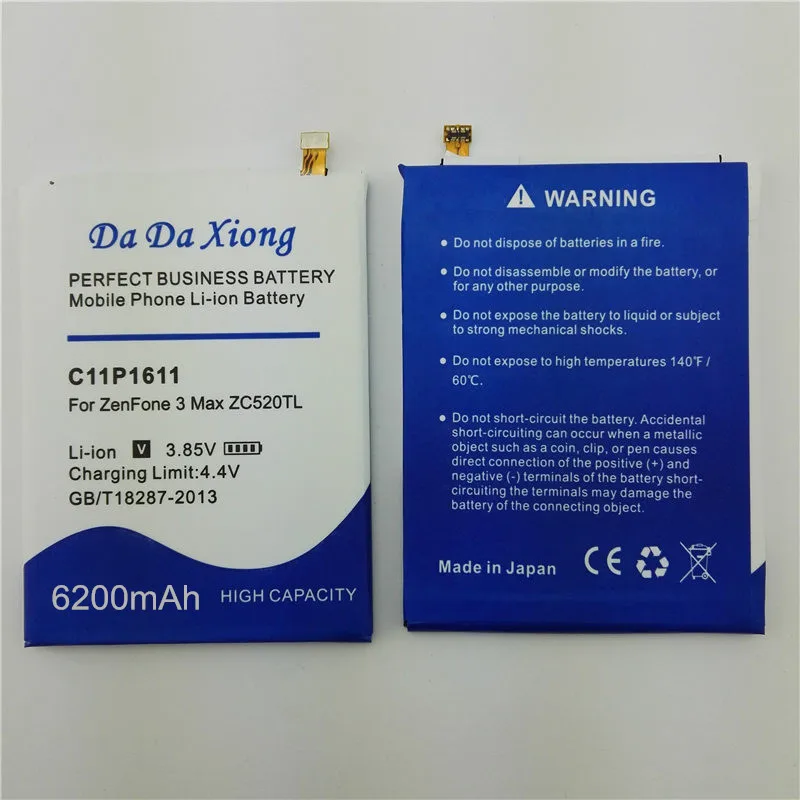 Da Da Xiong
PERFECT BUSINESS BATTERY
Mobile Phone Li-ion Battery
C11P1611
For ZenFone 3 Max ZC520TL
Li-ion V 3.85V
Charging Limit:4.4V
GB/T18287-2013
6200mAh HIGH CAPACITY
WARNING
• Do not dispose of batteries in a fire.
• Do not disassemble or modify the battery, or
for any other purpose.
• Do not expose the battery to liquid or subject
to strong mechanical shocks.
• Do not expose to high temperatures 140°F /
60℃.
• Do not short-circuit the battery. Accidental
short-circuiting can occur when a metallic
object such as a coin, clip, or pen causes
direct connection of the positive (+) and
negative (-) terminals of the battery short-
circuiting the terminals may damage the
battery of the connecting object.
Made in Japan CE